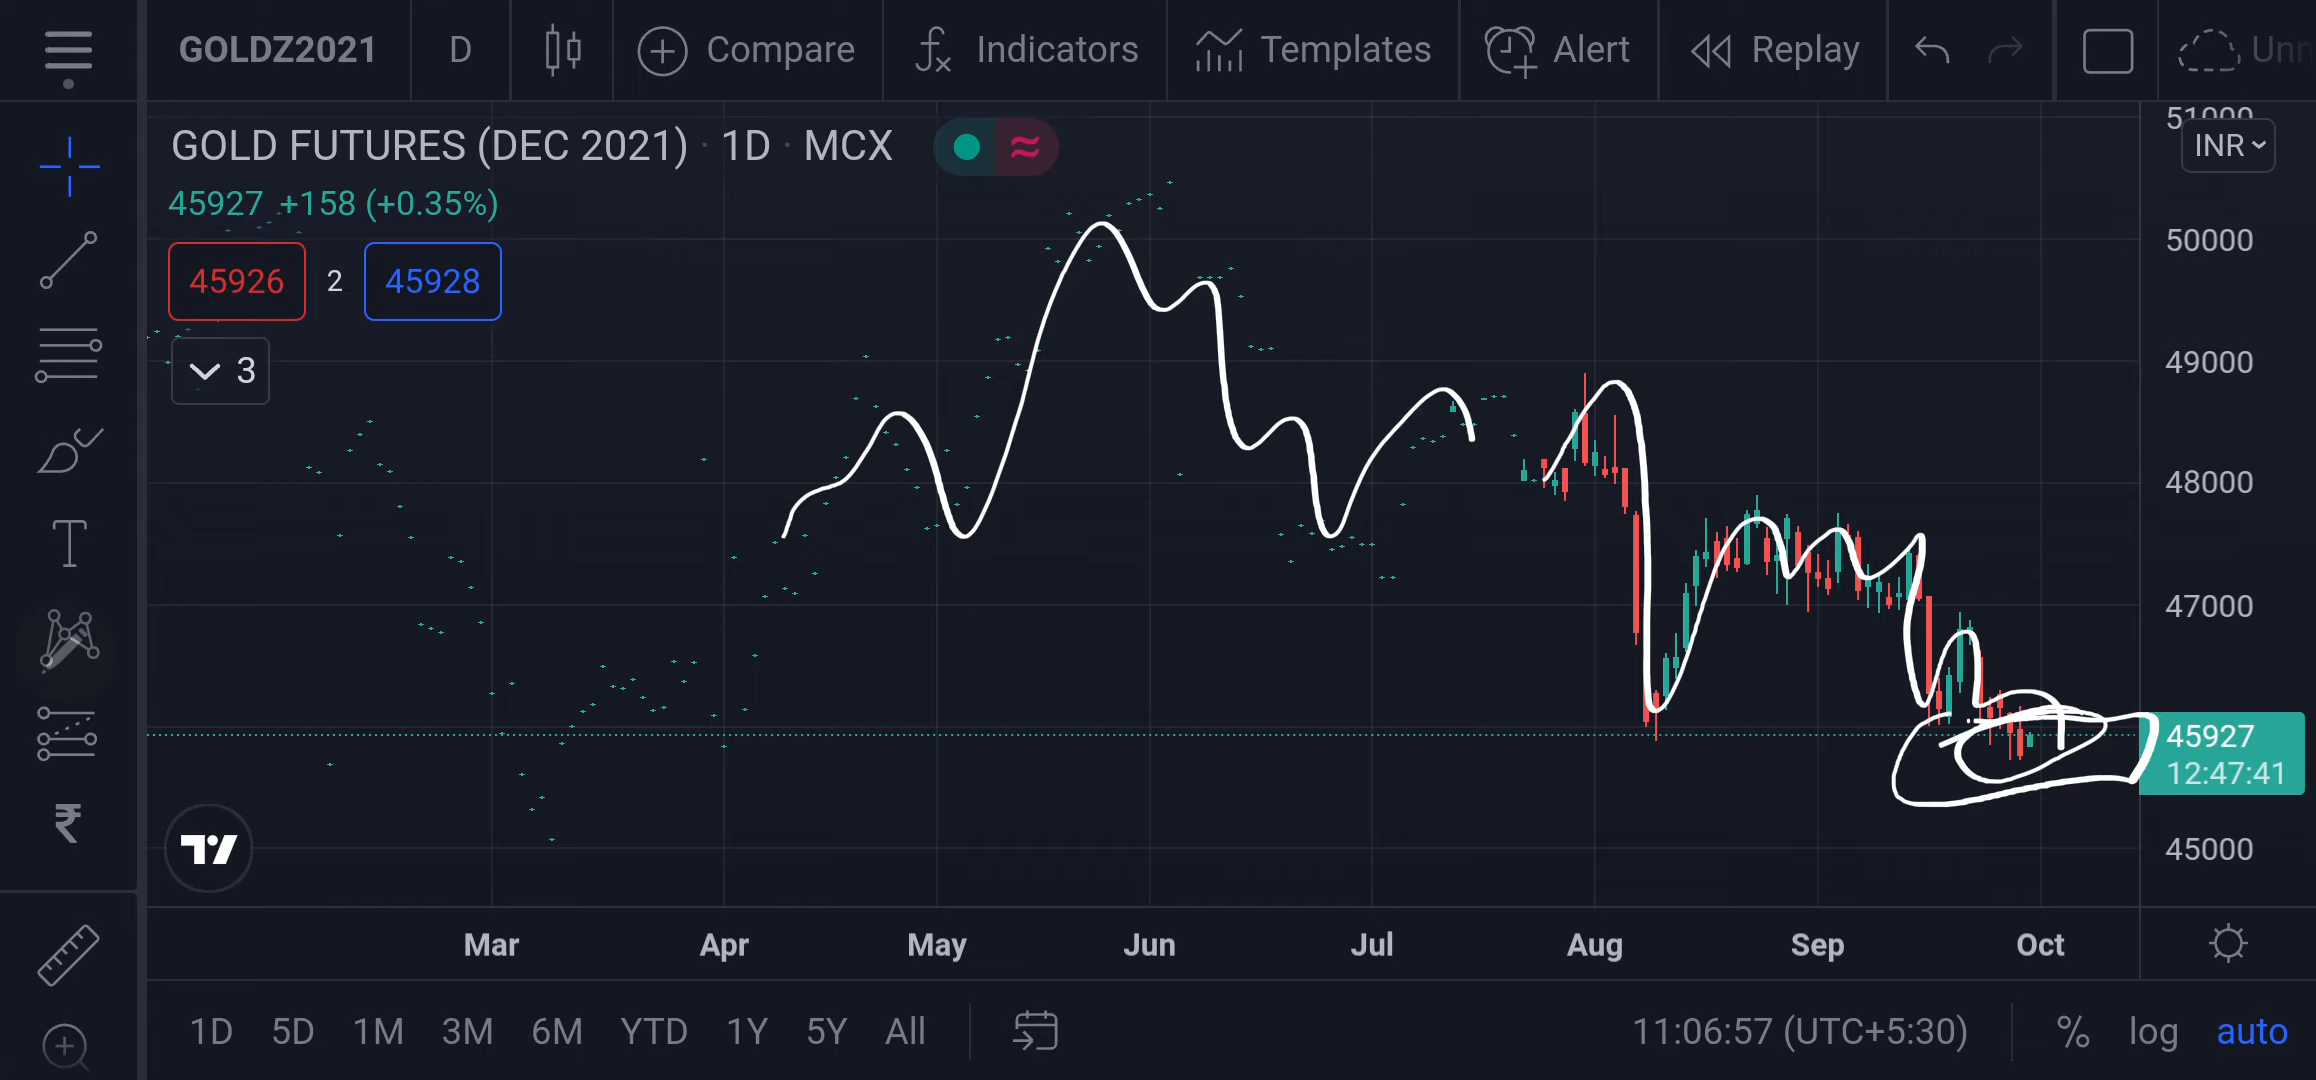 GOLDZ2021 D Compare Indicators Templates Alert Replay
GOLD FUTURES (DEC 2021) · 1D · MCX
45927 +158 (+0.35%)
45926 2 45928
3
INR
51000
50000
49000
48000
47000
45927
12:47:41
45000
Mar Apr May Jun Jul Aug Sep Oct
1D 5D 1M 3M 6M YTD 1Y 5Y All 11:06:57 (UTC+5:30) % log auto